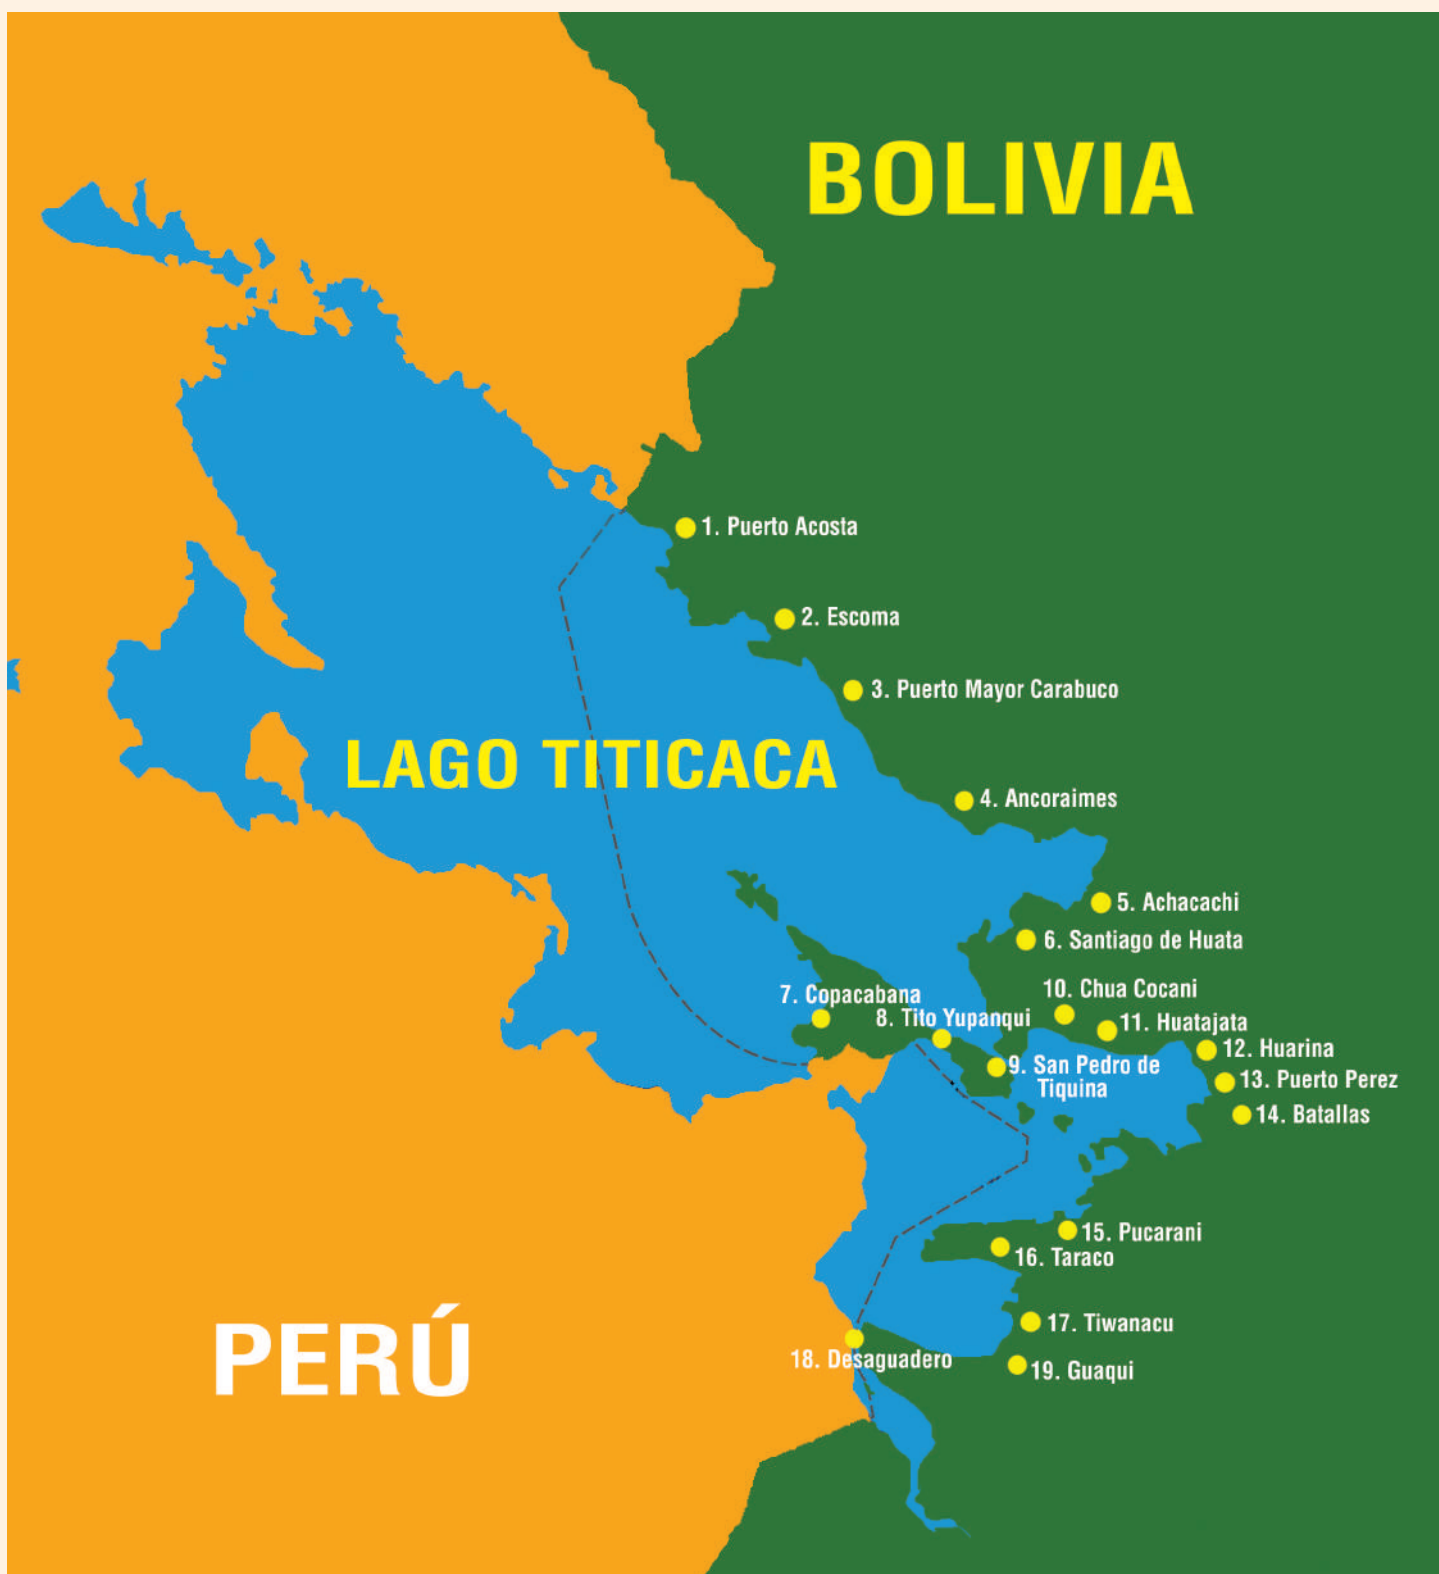 BOLIVIA
1. Puerto Acosta
2. Escoma
3. Puerto Mayor Carabuco
LAGO TITICACA
4. Ancoraimes
5. Achacachi
6. Santiago de Huata
7. Copacabana
8. Tito Yupanqui
9. San Pedro de
Tiquina
10. Chua Cocani
11. Huatajata
12. Huarina
13. Puerto Perez
14. Batallas
15. Pucarani
16. Taraco
17. Tiwanacu
18. Desaguadero
19. Guaqui
PERÚ